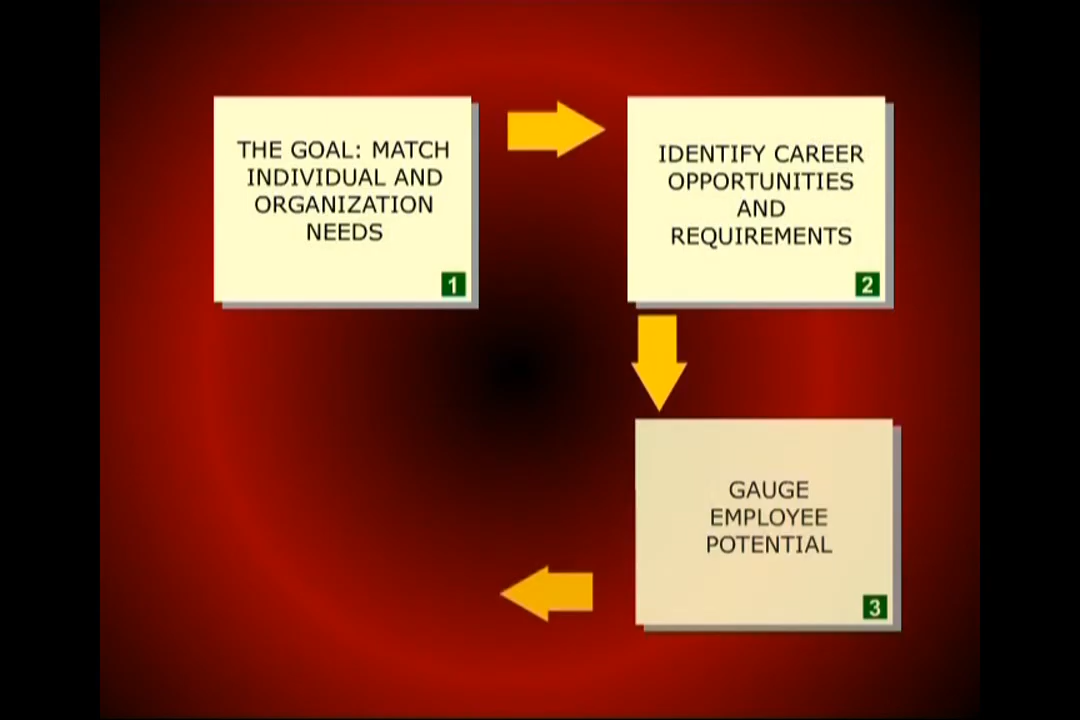 THE GOAL: MATCH
INDIVIDUAL AND
ORGANIZATION
NEEDS
1
IDENTIFY CAREER
OPPORTUNITIES
AND
REQUIREMENTS
2
GAUGE
EMPLOYEE
POTENTIAL
3